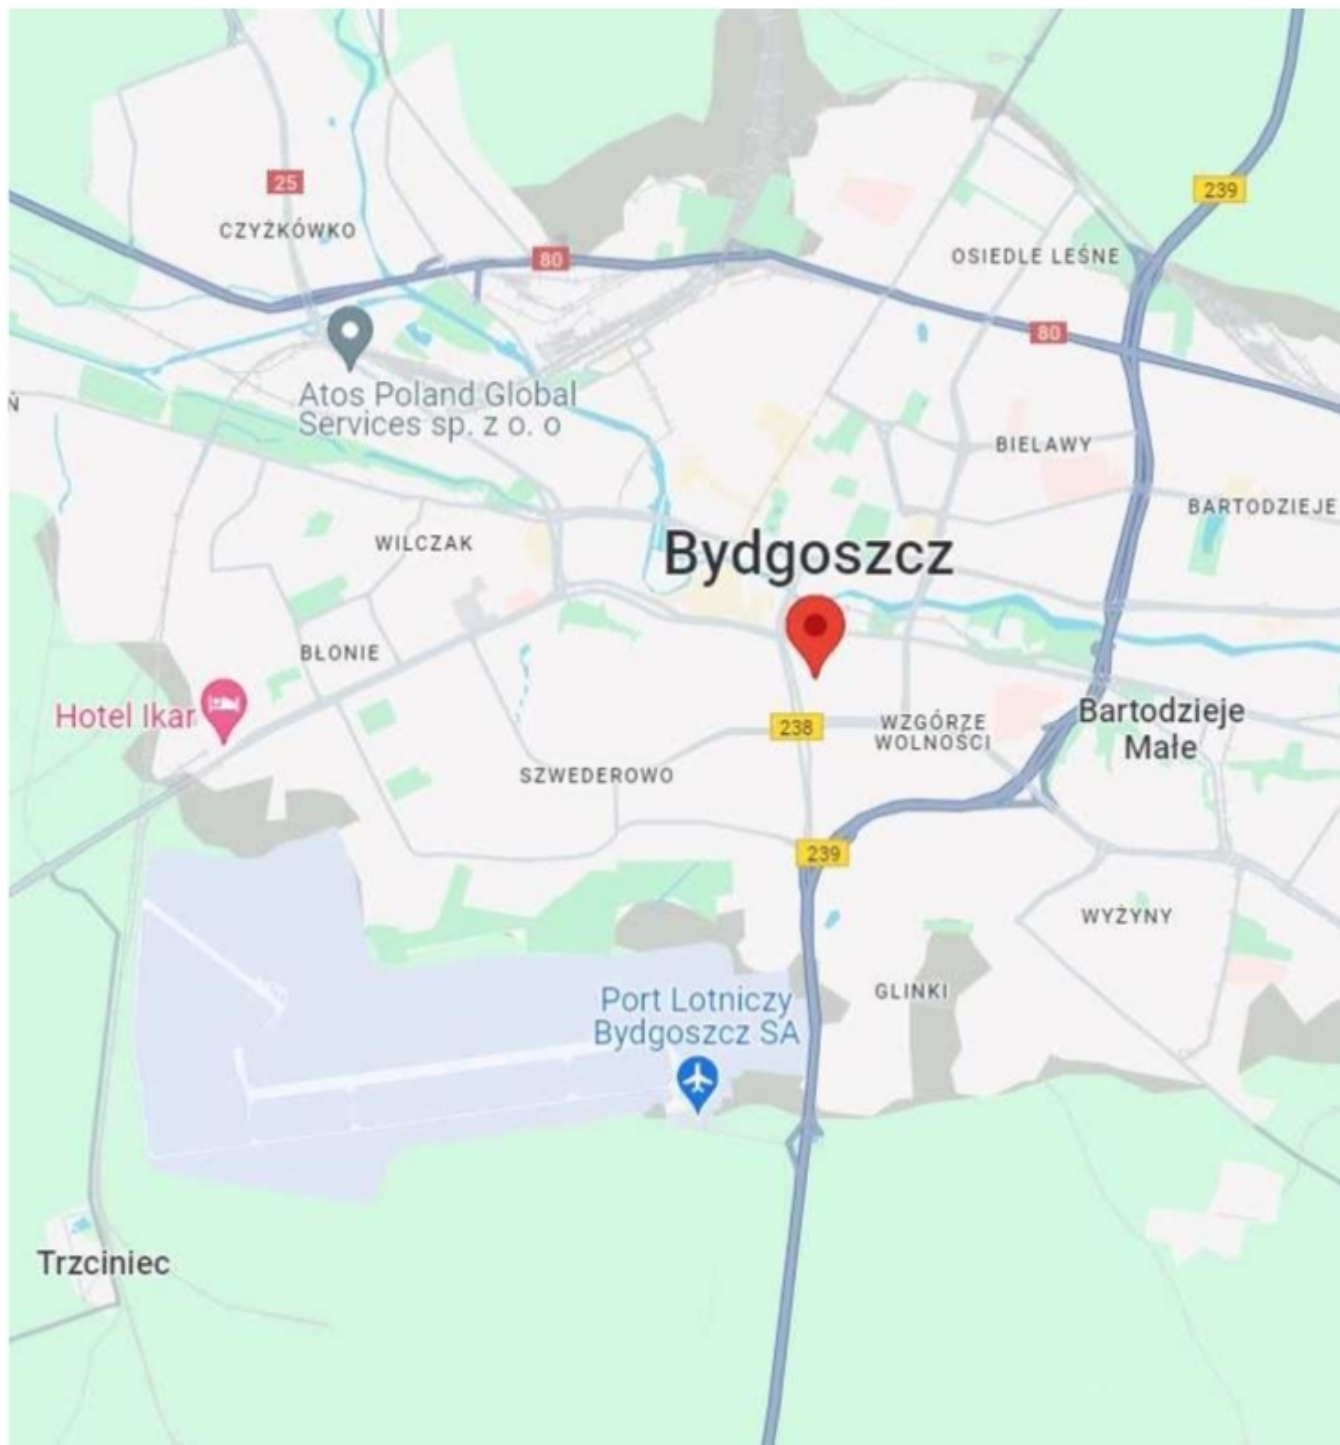 25
239
CZYŻKÓWKO
80
OSIEDLE LEŚNE
80
Atos Poland Global
Services sp. z o. o
Ń
BIELAWY
BARTODZIEJE
WILCZAK
Bydgoszcz
BŁONIE
Hotel Ikar
238
WZGÓRZE
WOLNOŚCI
Bartodzieje
Małe
SZWEDEROWO
239
WYŻYNY
GLINKI
Port Lotniczy
Bydgoszcz SA
Trzciniec